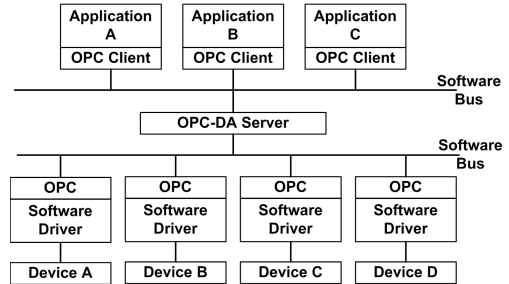 Application Application Application
A B C
OPC Client OPC Client OPC Client
Software
Bus
OPC-DA Server
Software
Bus
OPC OPC OPC OPC
Software Software Software Software
Driver Driver Driver Driver
Device A Device B Device C Device D